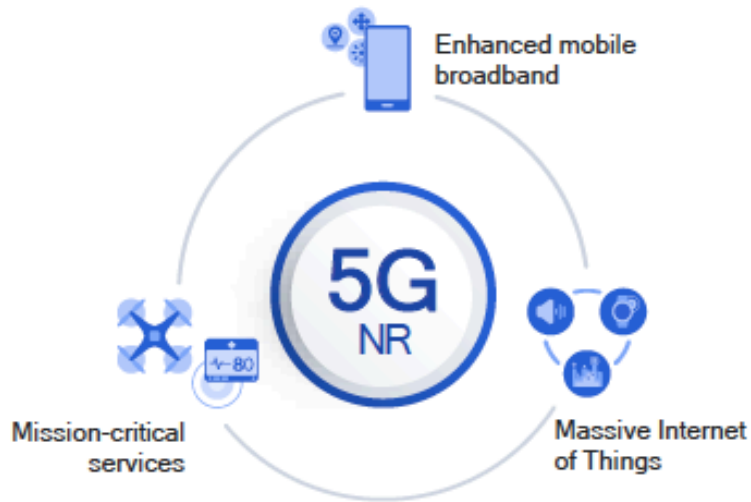 Enhanced mobile
broadband
5G
NR
80
Mission-critical
services
Massive Internet
of Things